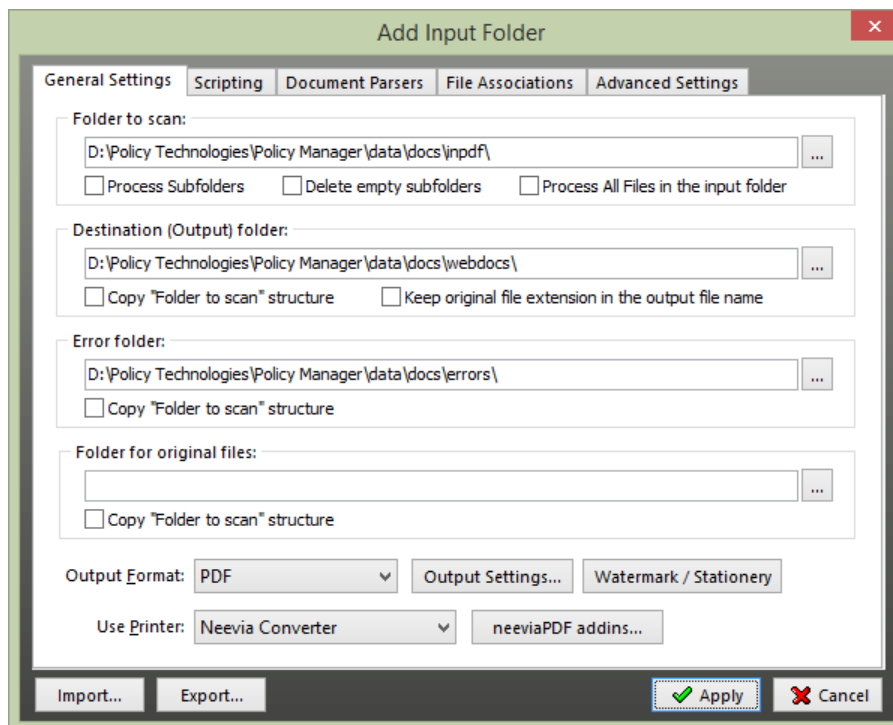 Add Input Folder
General Settings Scripting Document Parsers File Associations Advanced Settings
Folder to scan:
D:\Policy Technologies\Policy Manager\data\docs\inpdf\ ...
Process Subfolders Delete empty subfolders Process All Files in the input folder
Destination (Output) folder:
D:\Policy Technologies\Policy Manager\data\docs\webdocs\ ...
Copy "Folder to scan" structure Keep original file extension in the output file name
Error folder:
D:\Policy Technologies\Policy Manager\data\docs\errors\ ...
Copy "Folder to scan" structure
Folder for original files:
...
Copy "Folder to scan" structure
Output Format: PDF Output Settings... Watermark / Stationery
Use Printer: Neevia Converter neeviaPDF addins...
Import... Export... Apply Cancel